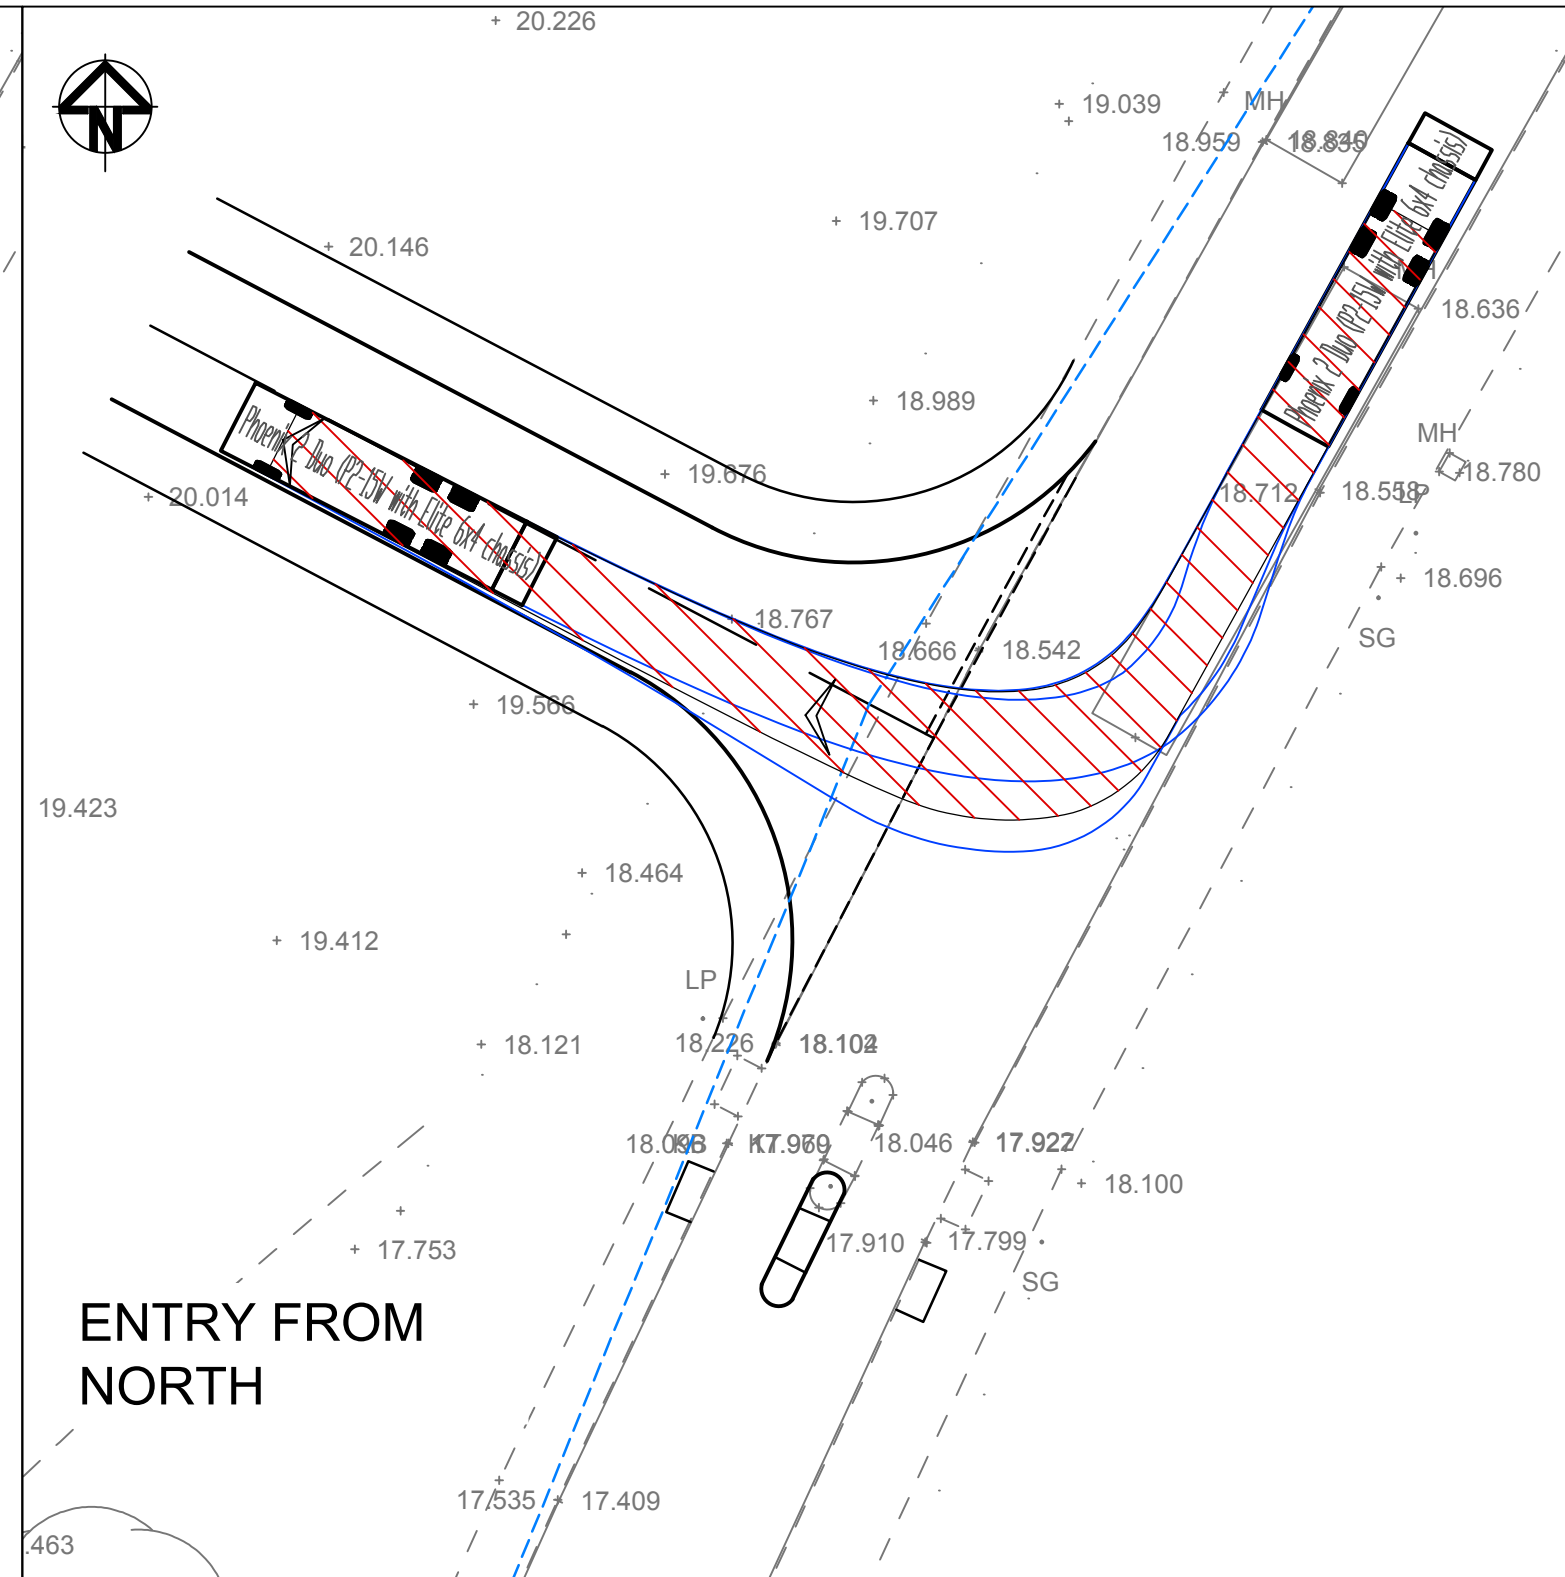 20.226
N
19.039
MH
18.959
18.835
19.707
20.146
18.636
MH
18.780
18.989
18.712
18.558
LP
19.676
20.014
Phoenix 2 Duo (P2-15W with Elite 6x4 chassis)
Phoenix 2 Duo (P2-15W with Elite 6x4 chassis)
18.696
18.767
18.666
18.542
SG
19.566
19.423
18.464
19.412
LP
18.121
18.226
18.046
17.910
17.799
18.100
SG
17.753
ENTRY FROM
NORTH
17.535
17.409
.463